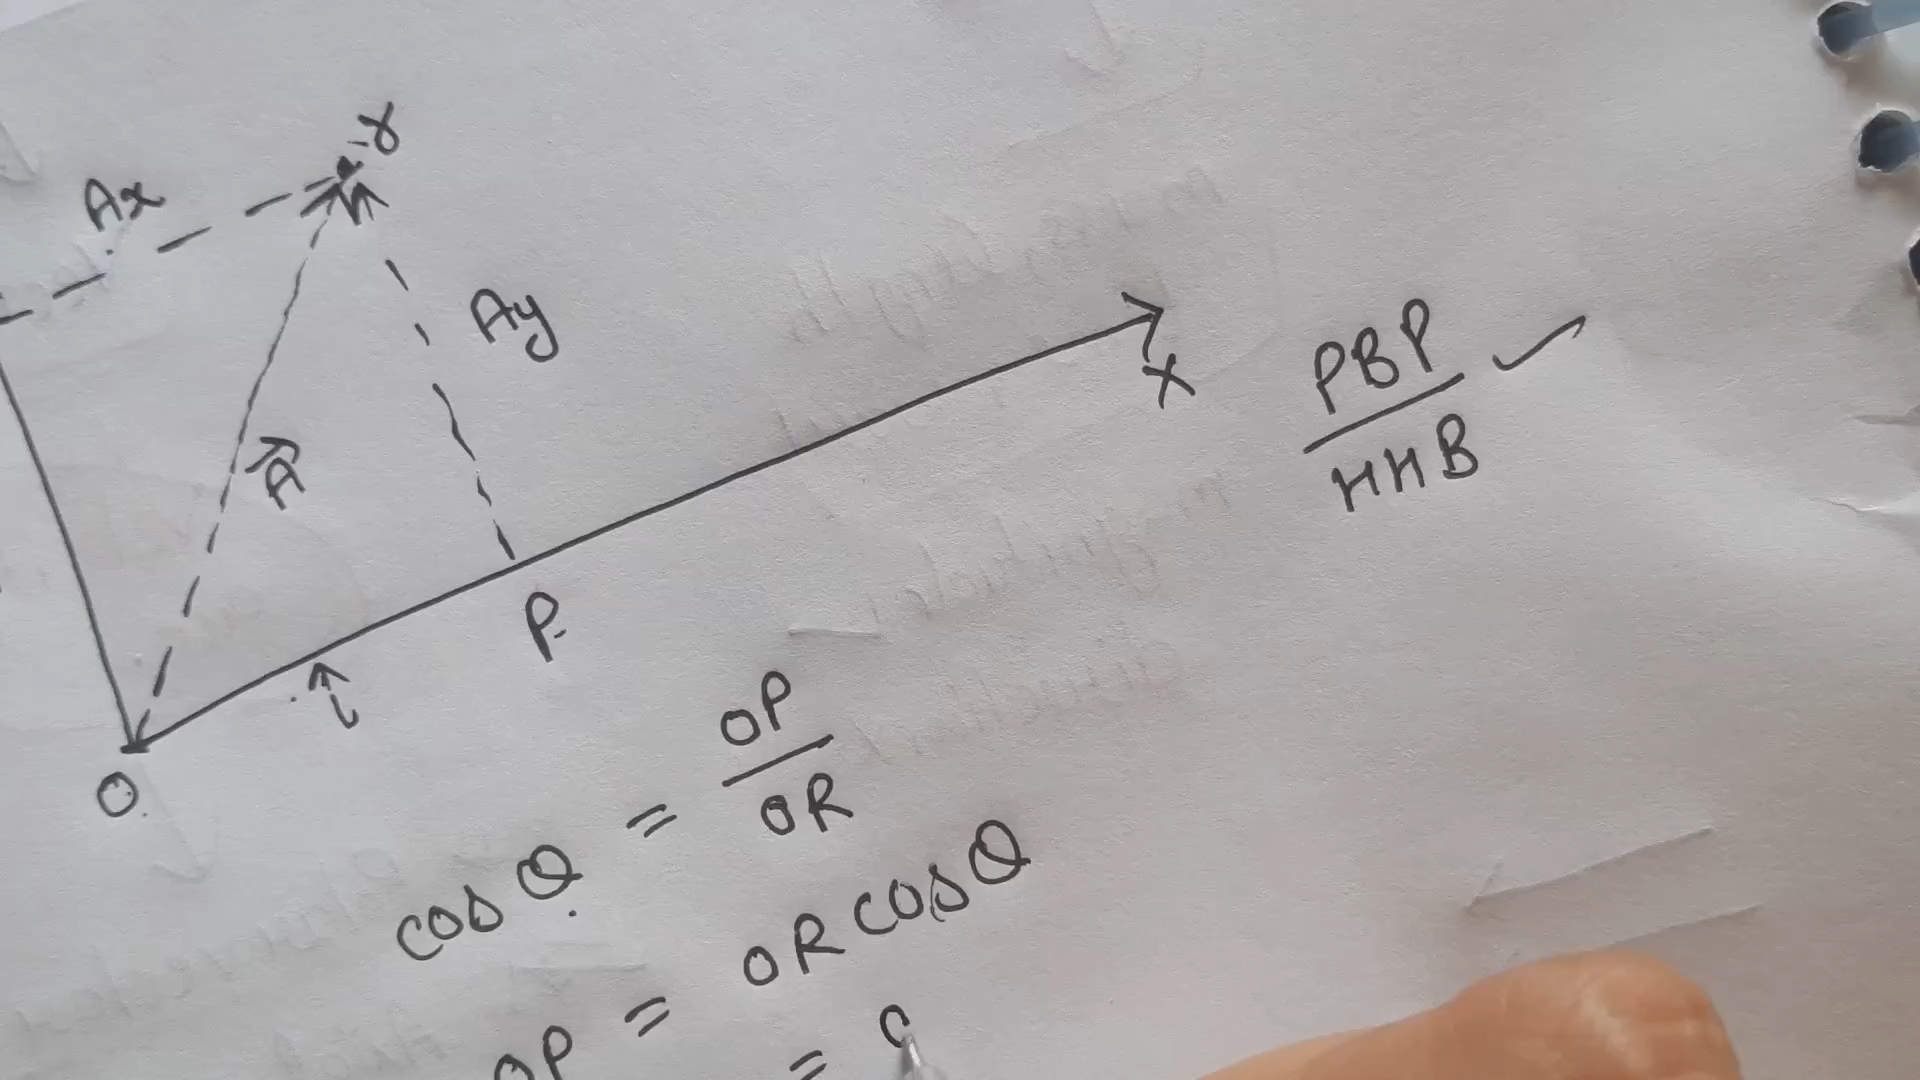 r
Ax
Ay
A
X
PBP
HHB
P
i
O
cos θ = OP/OR
OP = OR cos θ
=